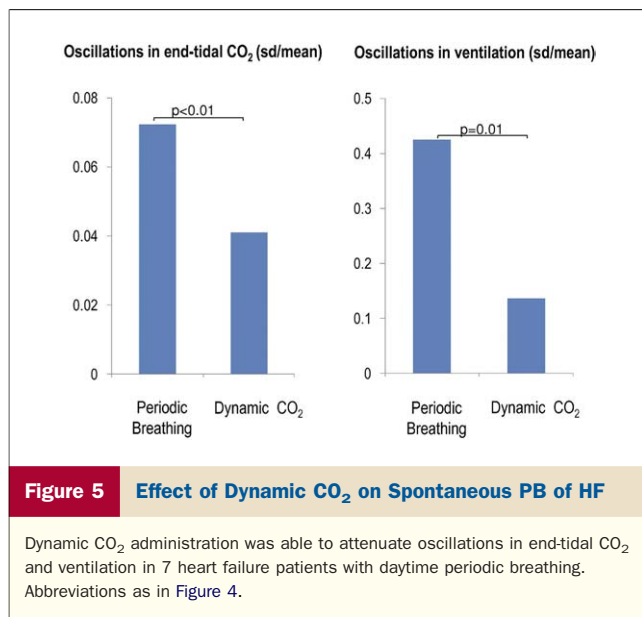 Oscillations in end-tidal CO₂ (sd/mean)
0.08
0.06
0.04
0.02
0
p<0.01
Periodic Breathing
Dynamic CO₂
Oscillations in ventilation (sd/mean)
0.5
0.4
0.3
0.2
0.1
0
p=0.01
Periodic Breathing
Dynamic CO₂
Figure 5 Effect of Dynamic CO₂ on Spontaneous PB of HF
Dynamic CO₂ administration was able to attenuate oscillations in end-tidal CO₂
and ventilation in 7 heart failure patients with daytime periodic breathing.
Abbreviations as in Figure 4.